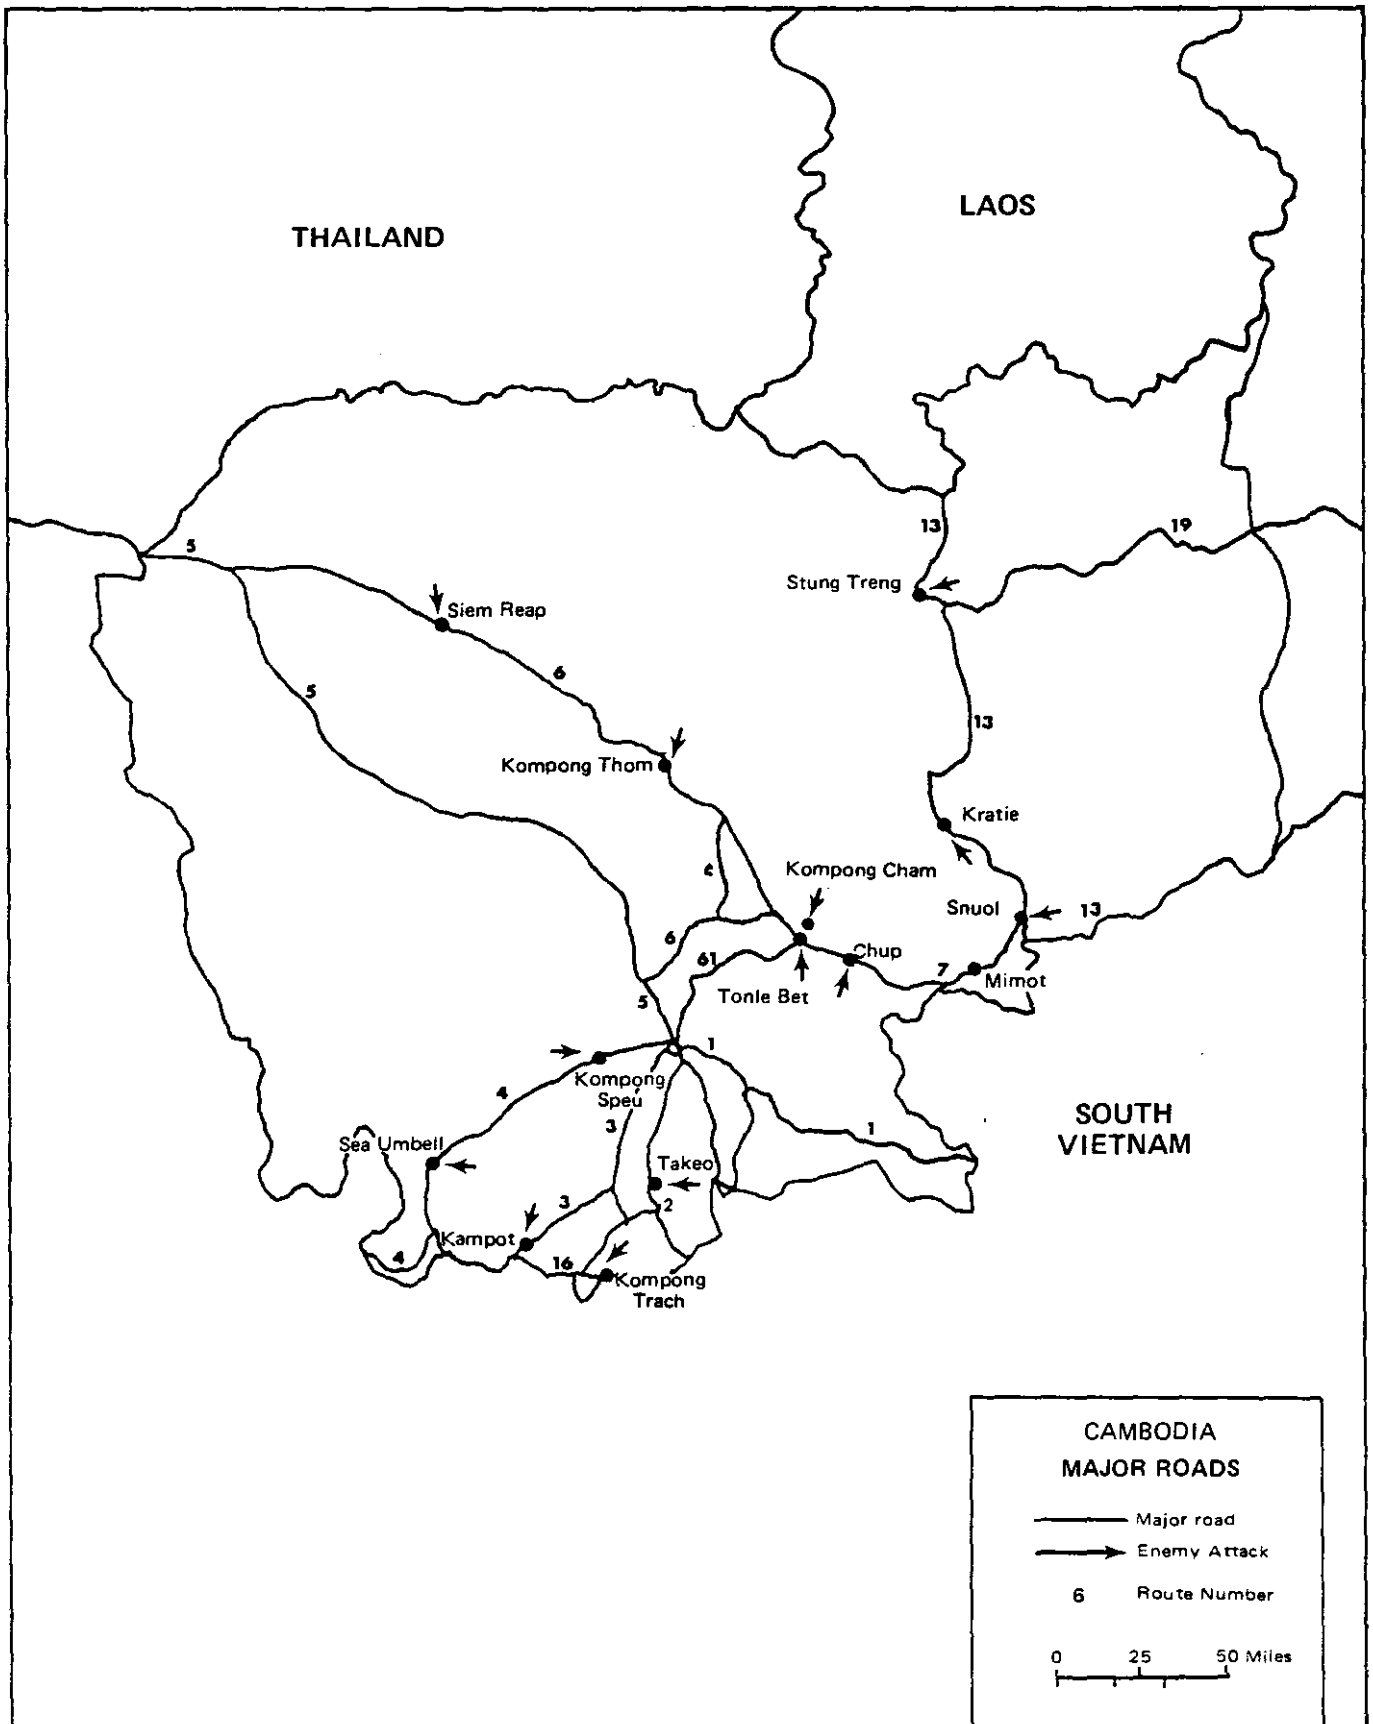 LAOS
THAILAND
13
19
5
Stung Treng
Siem Reap
6
5
13
Kompong Thom
Kratie
Kompong Cham
Snuol
13
6
61
Chup
7
Mimot
Tonle Bet
5
1
Kompong
Speu
4
3
SOUTH
VIETNAM
1
Sea Umbell
Takeo
3
2
Kampot
4
16
Kompong
Trach
CAMBODIA
MAJOR ROADS
Major road
Enemy Attack
6 Route Number
0 25 50 Miles